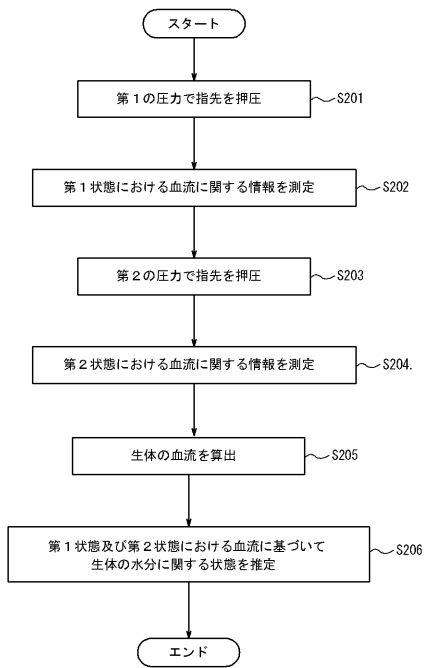 スタート
第１の圧力で指先を押圧
S201
第１状態における血流に関する情報を測定
S202
第２の圧力で指先を押圧
S203
第２状態における血流に関する情報を測定
S204.
生体の血流を算出
S205
第１状態及び第２状態における血流に基づいて
生体の水分に関する状態を推定
S206
エンド